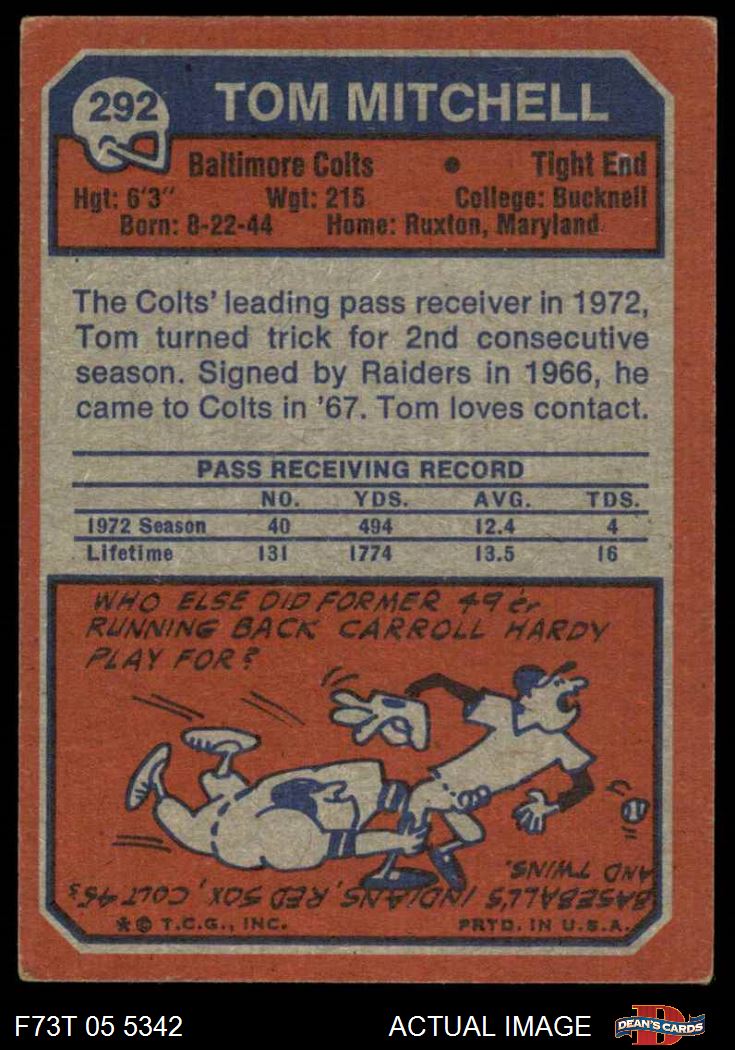 292
TOM MITCHELL
Baltimore Colts • Tight End
Hgt: 6'3" Wgt: 215 College: Bucknell
Born: 8-22-44 Home: Ruxton, Maryland
The Colts' leading pass receiver in 1972,
Tom turned trick for 2nd consecutive
season. Signed by Raiders in 1966, he
came to Colts in '67. Tom loves contact.
PASS RECEIVING RECORD
NO. YDS. AVG. TDS.
1972 Season 40 494 12.4 4
Lifetime 131 1774 13.5 16
WHO ELSE DID FORMER 49'er
RUNNING BACK CARROLL HARDY
PLAY FOR?
BASEBALL'S INDIANS, RED SOX, COLT 45's
AND TWINS.
* © T.C.G., INC. PRTD. IN U.S.A.
F73T 05 5342 ACTUAL IMAGE
D
DEAN'S CARDS